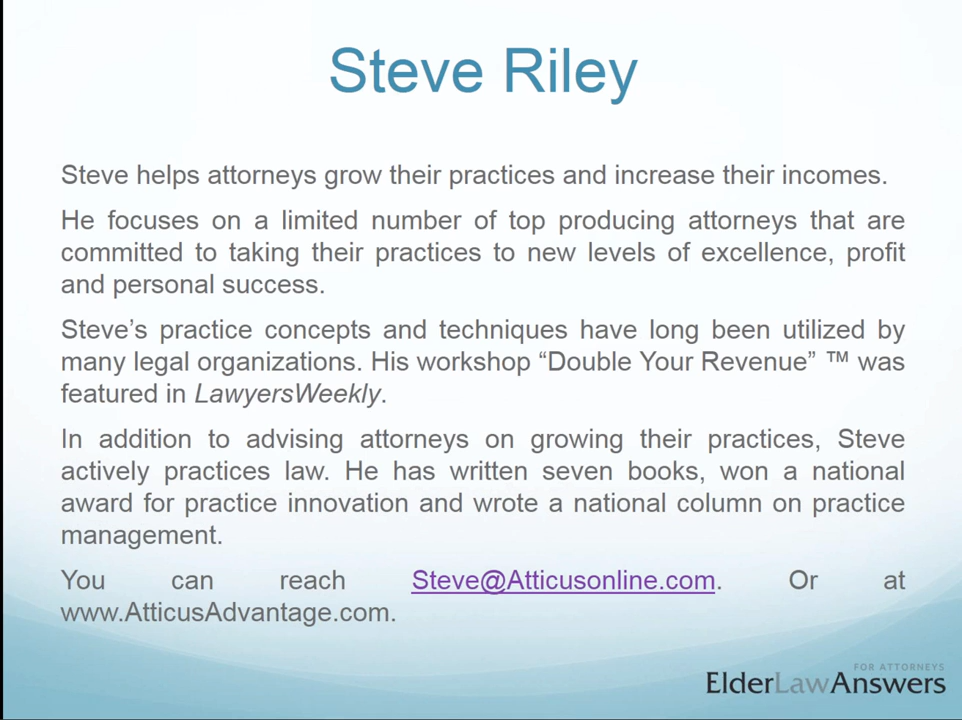 Steve Riley
Steve helps attorneys grow their practices and increase their incomes.
He focuses on a limited number of top producing attorneys that are
committed to taking their practices to new levels of excellence, profit
and personal success.
Steve’s practice concepts and techniques have long been utilized by
many legal organizations. His workshop “Double Your Revenue” ™ was
featured in LawyersWeekly.
In addition to advising attorneys on growing their practices, Steve
actively practices law. He has written seven books, won a national
award for practice innovation and wrote a national column on practice
management.
You can reach Steve@Atticusonline.com. Or at
www.AtticusAdvantage.com.
FOR ATTORNEYS
ElderLawAnswers